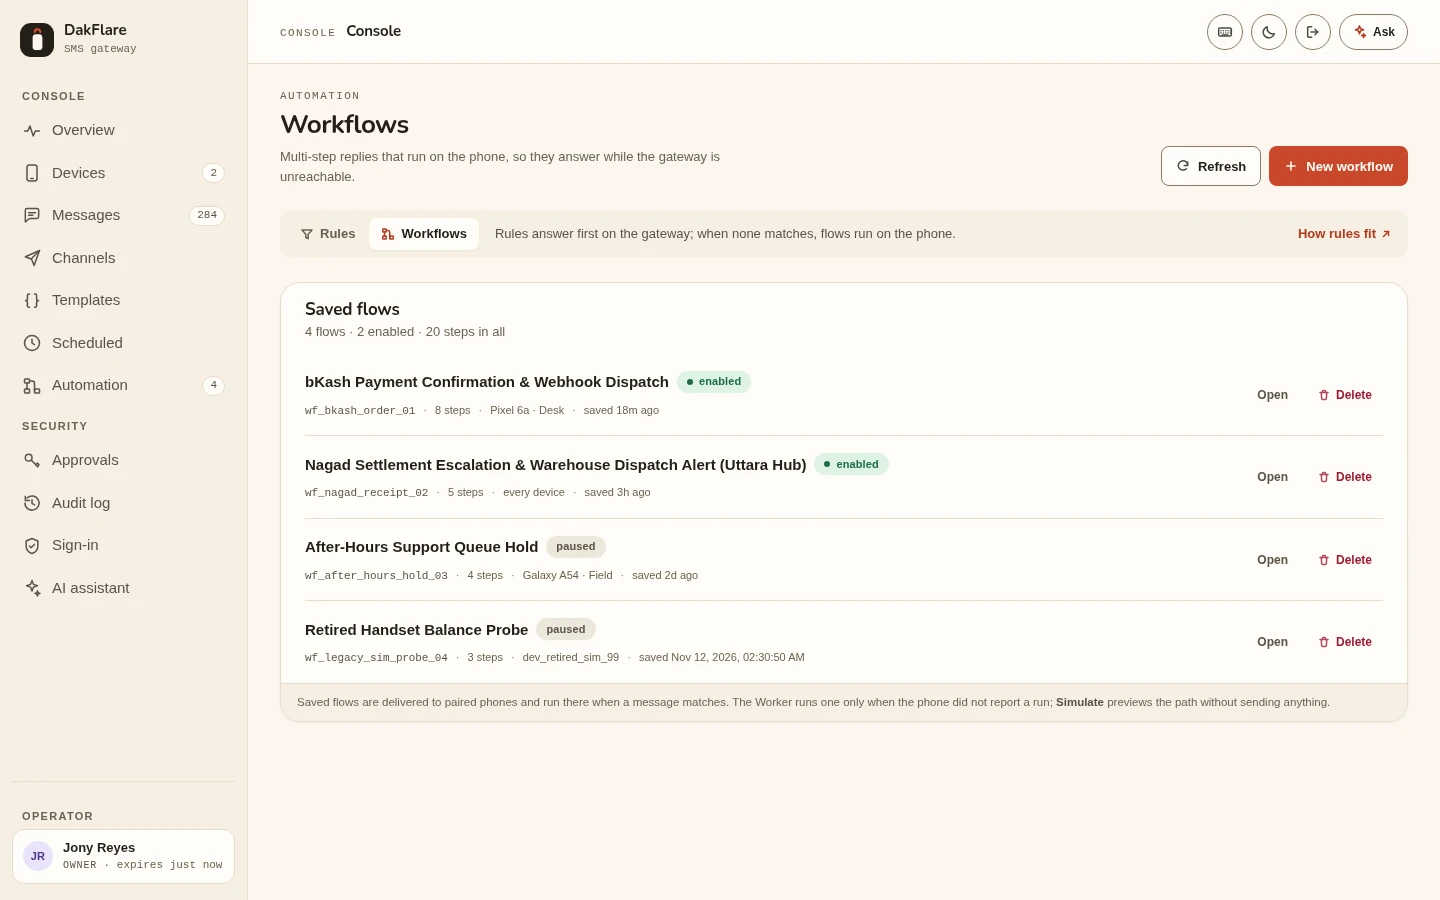 DakFlare
SMS gateway
CONSOLE
Overview
Devices 2
Messages 284
Channels
Templates
Scheduled
Automation 4
SECURITY
Approvals
Audit log
Sign-in
AI assistant
OPERATOR
JR
Jony Reyes
OWNER · expires just now
CONSOLE Console
Ask
AUTOMATION
Workflows
Multi-step replies that run on the phone, so they answer while the gateway is
unreachable.
Refresh
New workflow
Rules
Workflows
Rules answer first on the gateway; when none matches, flows run on the phone.
How rules fit
Saved flows
4 flows · 2 enabled · 20 steps in all
bKash Payment Confirmation & Webhook Dispatch enabled
wf_bkash_order_01 · 8 steps · Pixel 6a · Desk · saved 18m ago
Open Delete
Nagad Settlement Escalation & Warehouse Dispatch Alert (Uttara Hub) enabled
wf_nagad_receipt_02 · 5 steps · every device · saved 3h ago
Open Delete
After-Hours Support Queue Hold paused
wf_after_hours_hold_03 · 4 steps · Galaxy A54 · Field · saved 2d ago
Open Delete
Retired Handset Balance Probe paused
wf_legacy_sim_probe_04 · 3 steps · dev_retired_sim_99 · saved Nov 12, 2026, 02:30:50 AM
Open Delete
Saved flows are delivered to paired phones and run there when a message matches. The Worker runs one only when the phone did not report a run; Simulate previews the path without sending anything.